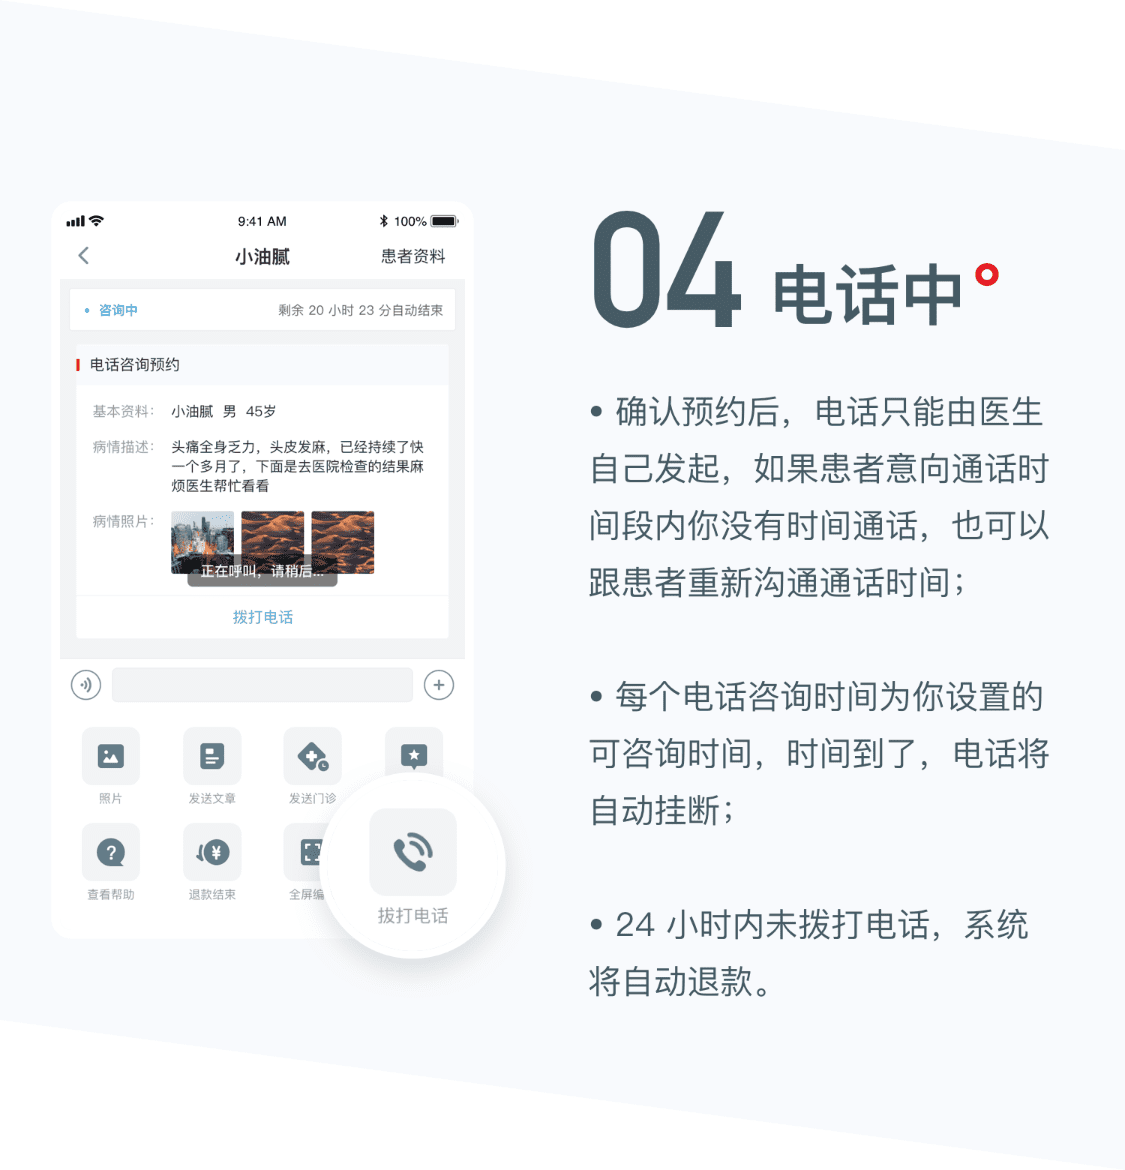 9:41 AM
100%
小油腻
患者资料
咨询中
剩余 20 小时 23 分自动结束
电话咨询预约
基本资料：
小油腻 男 45岁
病情描述：
头痛全身乏力，头皮发麻，已经持续了快
一个多月了，下面是去医院检查的结果麻
烦医生帮忙看看
病情照片：
正在呼叫，请稍后...
拨打电话
照片
发送文章
发送门诊
查看帮助
退款结束
全屏编
拔打电话
04 电话中
• 确认预约后，电话只能由医生
自己发起，如果患者意向通话时
间段内你没有时间通话，也可以
跟患者重新沟通通话时间；
• 每个电话咨询时间为你设置的
可咨询时间，时间到了，电话将
自动挂断；
• 24 小时内未拨打电话，系统
将自动退款。